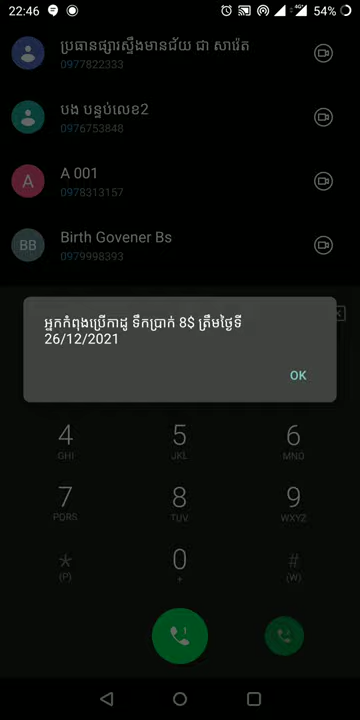 22:46
4G+
54%
ប្រធានផ្សារស្ទឹងមានជ័យ ជា សារ៉េត
0977822333
បង បន្ទប់លេខ2
0976753848
A
A 001
0978313157
BB
Birth Govener Bs
0979998393
អ្នកកំពុងប្រើកាដូ ទឹកប្រាក់ 8$ ត្រឹមថ្ងៃទី
26/12/2021
OK
4 5 6
GHI JKL MNO
7 8 9
PQRS TUV WXYZ
* 0 #
(P) + (W)
1